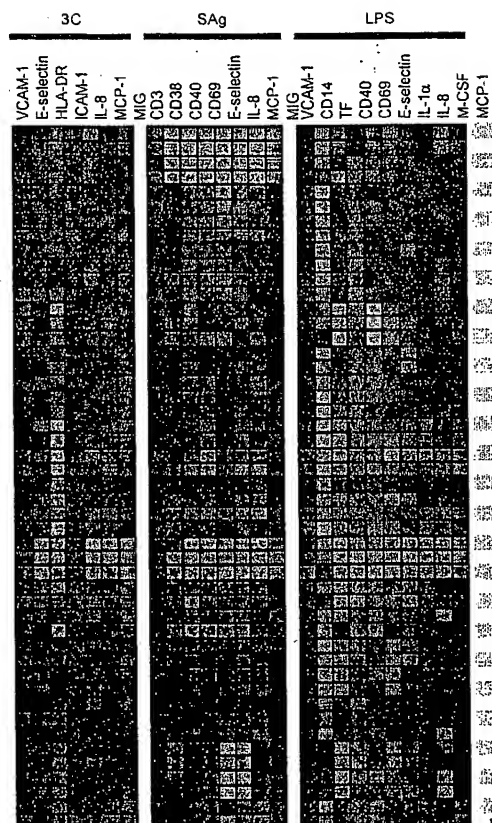 3C SAg LPS
VCAM-1
E-selectin
HLA-DR
ICAM-1
IL-8
MCP-1
MIG
CD3
CD38
CD40
CD69
E-selectin
IL-8
MCP-1
MIG
VCAM-1
CD14
TF
CD40
CD69
E-selectin
IL-1α
IL-8
M-CSF
MCP-1